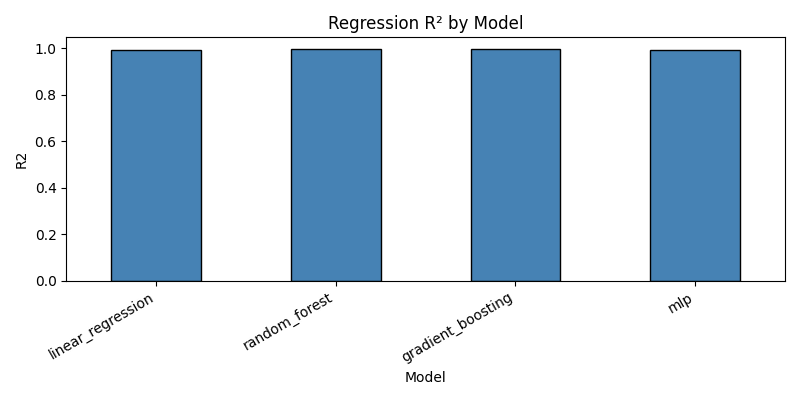 Regression R² by Model
R2
1.0
0.8
0.6
0.4
0.2
0.0
linear_regression
random_forest
gradient_boosting
mlp
Model